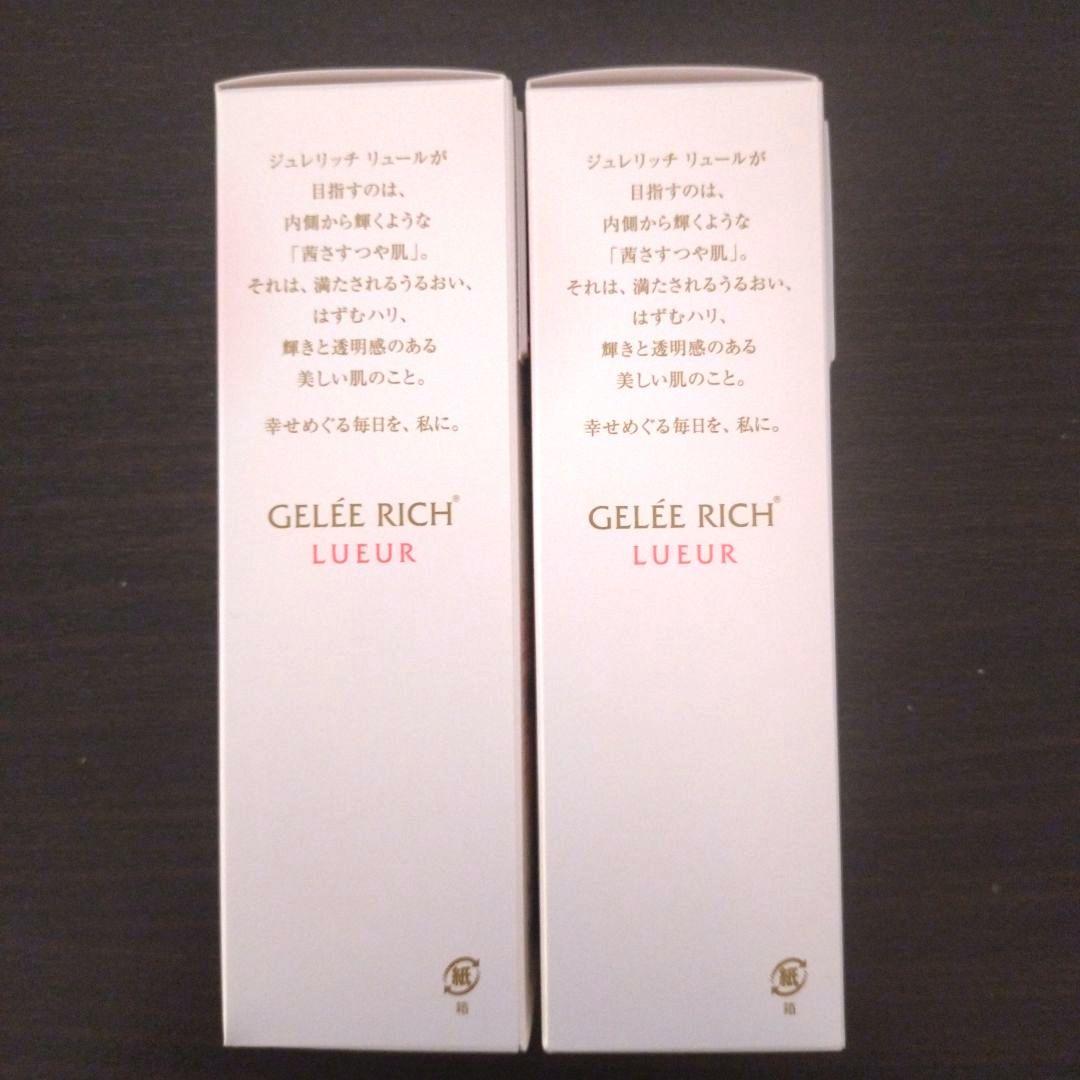 ジュレリッチ リュールが
目指すのは、
内側から輝くような
「茜さすつや肌」。
それは、満たされるうるおい、
はずむハリ、
輝きと透明感のある
美しい肌のこと。
幸せめぐる毎日を、私に。
GELÉE RICH®
LUEUR
紙
箱
ジュレリッチ リュールが
目指すのは、
内側から輝くような
「茜さすつや肌」。
それは、満たされるうるおい、
はずむハリ、
輝きと透明感のある
美しい肌のこと。
幸せめぐる毎日を、私に。
GELÉE RICH®
LUEUR
紙
箱